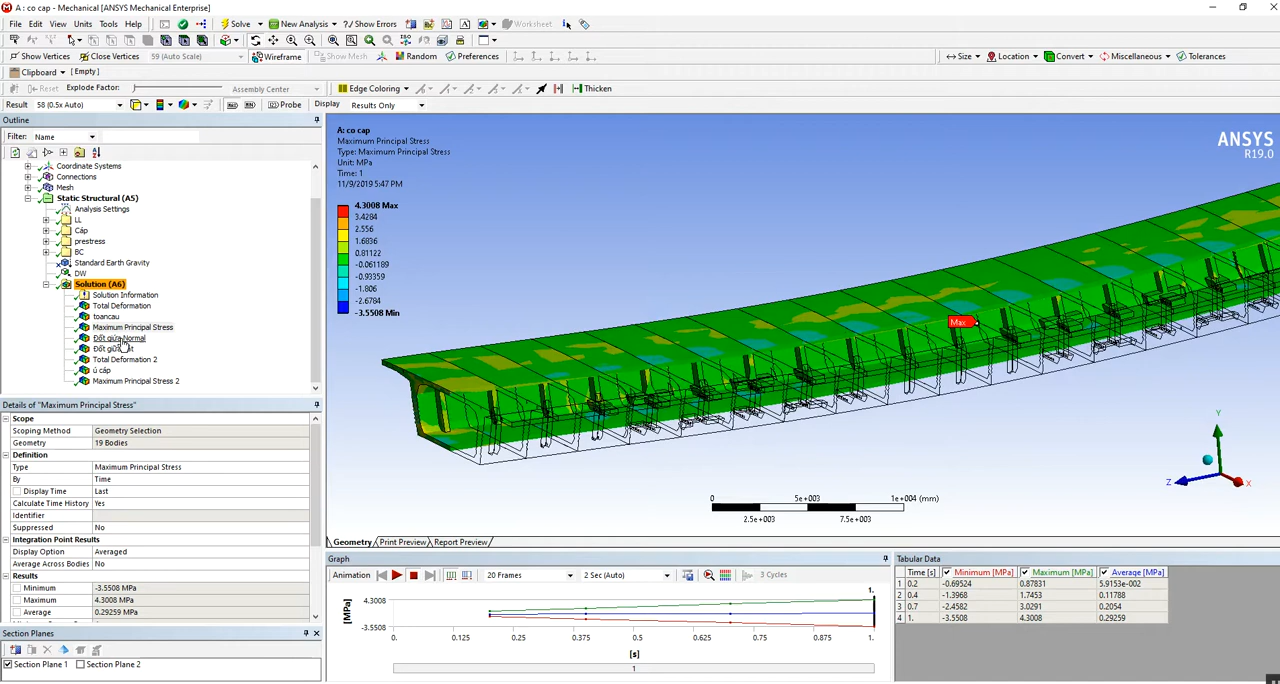 A : co cap - Mechanical [ANSYS Mechanical Enterprise]
File Edit View Units Tools Help Solve New Analysis ?/ Show Errors Worksheet
Show Vertices Close Vertices 59 (Auto Scale) Wireframe Show Mesh Random Preferences Size Location Convert Miscellaneous Tolerances
Clipboard [Empty]
Reset Explode Factor: Assembly Center Edge Coloring Thicken
Result 58 (0.5x Auto) Probe Display Results Only
Outline
Filter: Name
Coordinate Systems
Connections
Mesh
Static Structural (A5)
Analysis Settings
LL
Cáp
prestress
BC
Standard Earth Gravity
DW
Solution (A6)
Solution Information
Total Deformation
toancau
Maximum Principal Stress
Đốt giữa Normal
Đốt
Total Deformation 2
ú cáp
Maximum Principal Stress 2
Details of "Maximum Principal Stress"
Scope
Scoping Method Geometry Selection
Geometry 19 Bodies
Definition
Type Maximum Principal Stress
By Time
Display Time Last
Calculate Time History Yes
Identifier
Suppressed No
Integration Point Results
Display Option Averaged
Average Across Bodies No
Results
Minimum -3.5508 MPa
Maximum 4.3008 MPa
Average 0.29259 MPa
Section Planes
Section Plane 1 Section Plane 2
A: co cap
Maximum Principal Stress
Type: Maximum Principal Stress
Unit: MPa
Time: 1
11/9/2019 5:47 PM
4.3008 Max
3.4284
2.556
1.6836
0.81122
-0.061189
-0.93359
-1.806
-2.6784
-3.5508 Min
ANSYS
R19.0
Max
Y
Z
X
0 5e+003 1e+004 (mm)
2.5e+003 7.5e+003
Geometry Print Preview Report Preview
Graph
Animation 20 Frames 2 Sec (Auto) 3 Cycles
1.
4.3008
[MPa]
-3.5508
0. 0.125 0.25 0.375 0.5 0.625 0.75 0.875 1.
[s]
1
Tabular Data
Time [s] Minimum [MPa] Maximum [MPa] Average [MPa]
1 0.2 -0.69524 0.87831 5.9153e-002
2 0.4 -1.3968 1.7453 0.11788
3 0.7 -2.4582 3.0291 0.2054
4 1. -3.5508 4.3008 0.29259